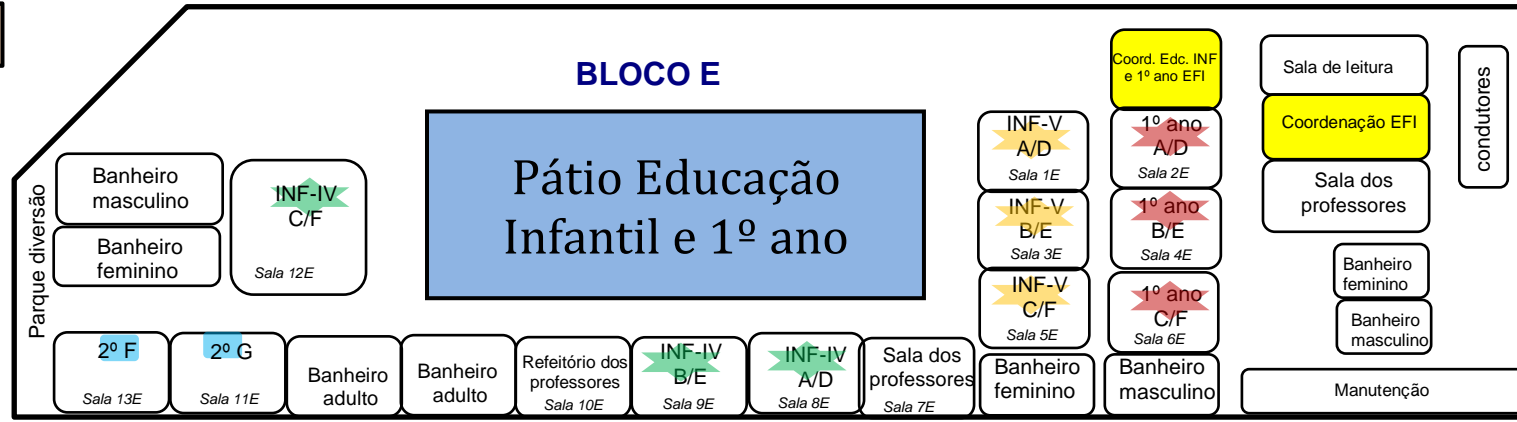 BLOCO E
Coord. Edc. INF
e 1º ano EFI
Sala de leitura
condutores
Coordenação EFI
Pátio Educação
Infantil e 1º ano
INF-V
A/D
Sala 1E
1º ano
A/D
Sala 2E
Sala dos
professores
Parque diversão
Banheiro
masculino
INF-IV
C/F
Sala 12E
Banheiro
feminino
INF-V
B/E
Sala 3E
1º ano
B/E
Sala 4E
Banheiro
feminino
INF-V
C/F
Sala 5E
1º ano
C/F
Sala 6E
Banheiro
masculino
2º F
Sala 13E
2º G
Sala 11E
Banheiro
adulto
Banheiro
adulto
Refeitório dos
professores
Sala 10E
INF-IV
B/E
Sala 9E
INF-IV
A/D
Sala 8E
Sala dos
professores
Sala 7E
Banheiro
feminino
Banheiro
masculino
Manutenção